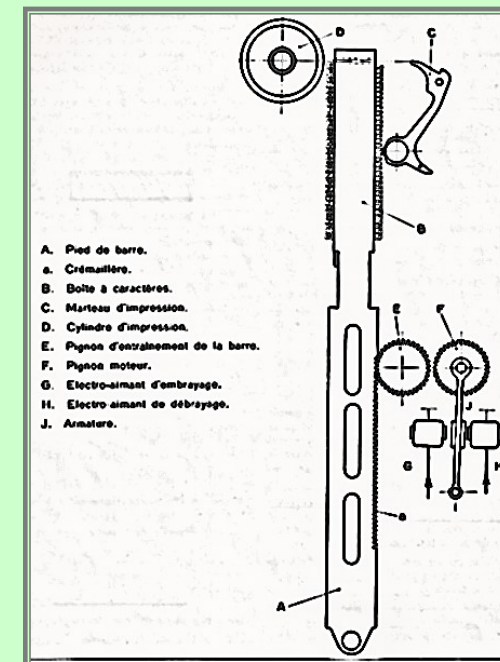 D
C
B
A. Pied de barre.
a. Crémaillère.
B. Boîte à caractères.
C. Marteau d'impression.
D. Cylindre d'impression.
E. Pignon d'entraînement de la barre.
F. Pignon moteur.
G. Electro-aimant d'embrayage.
H. Electro-aimant de débrayage.
J. Armature.
E
F
J
G
H
a
A